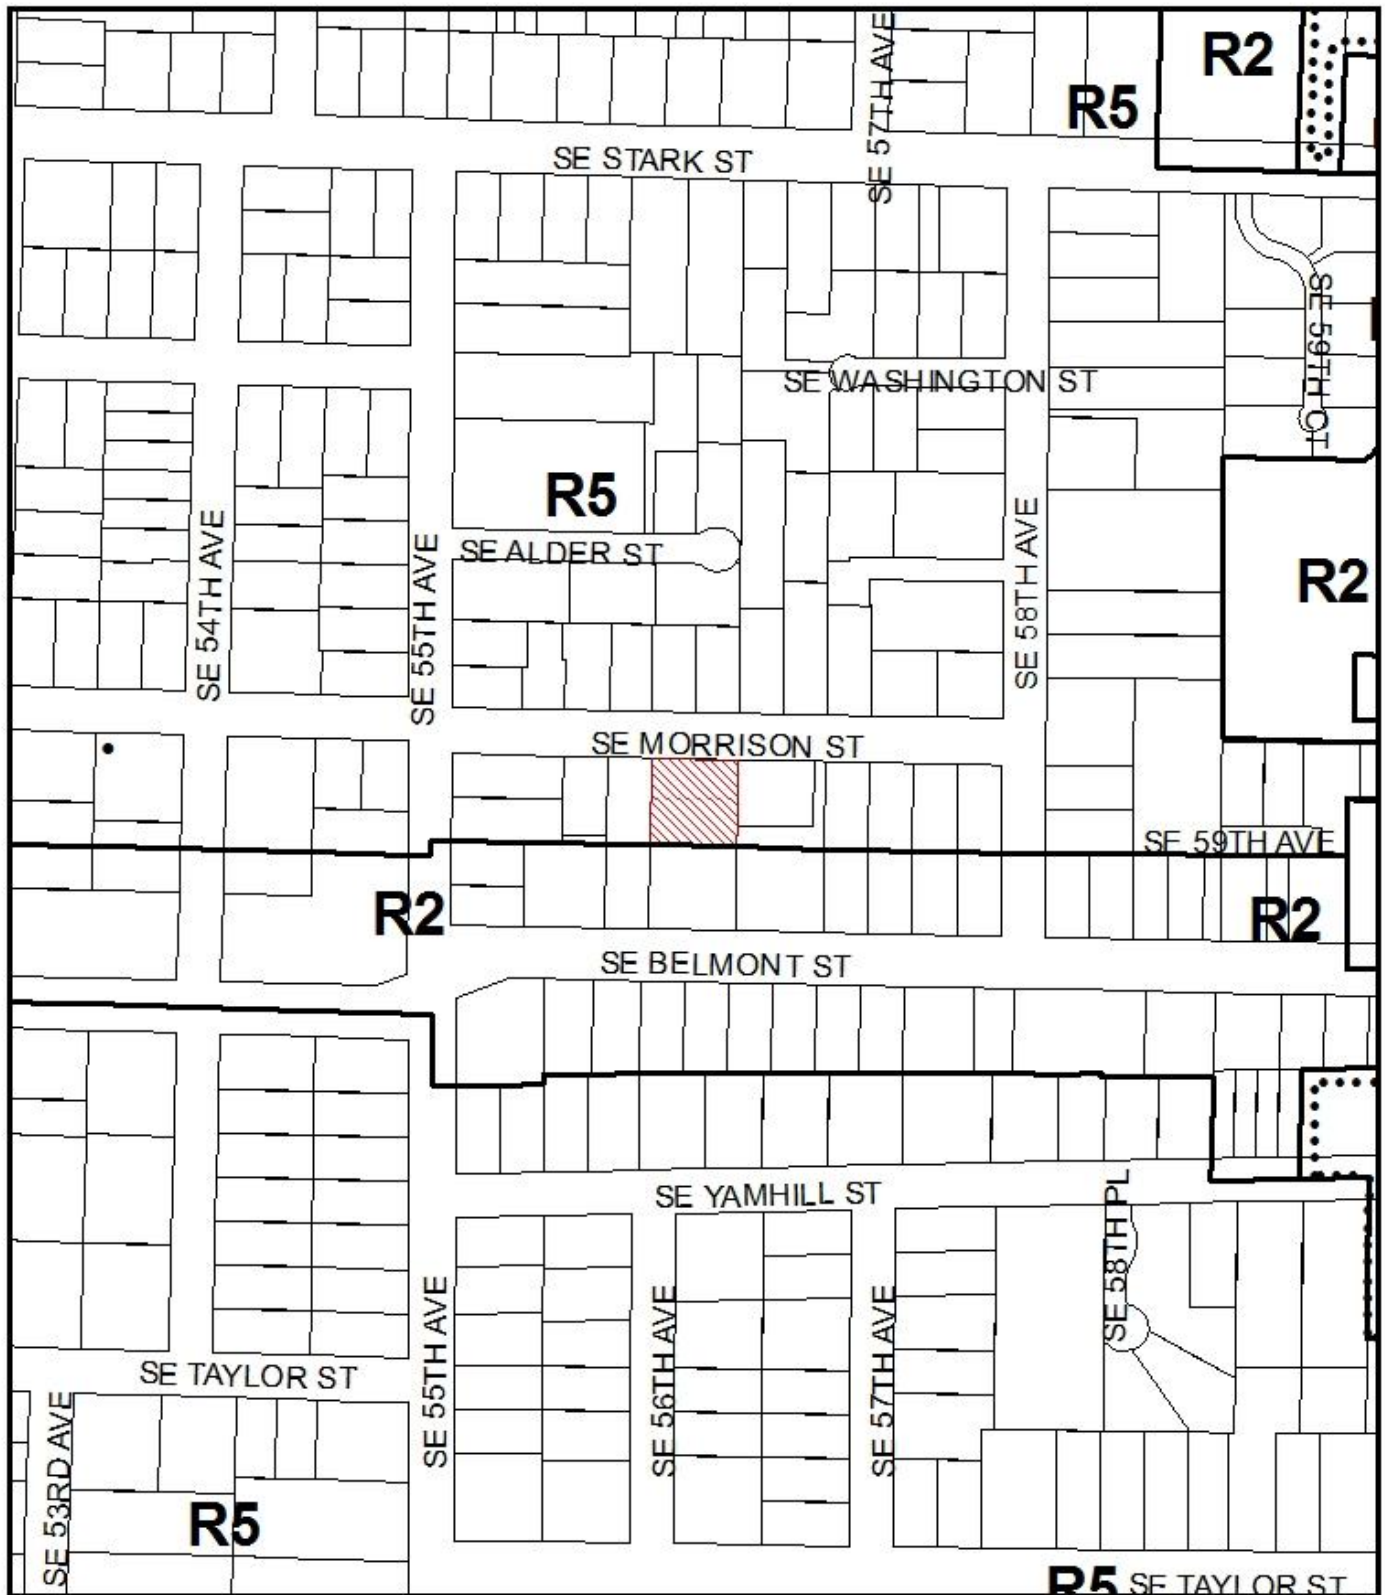 R2
R5
SE 57TH AVE
SE STARK ST
SE 59TH CT
SE WASHINGTON ST
R5
SE ALDER ST
R2
SE 54TH AVE
SE 55TH AVE
SE 58TH AVE
SE MORRISON ST
SE 59TH AVE
R2
R2
SE BELMONT ST
SE YAMHILL ST
SE 58TH PL
SE 55TH AVE
SE 56TH AVE
SE 57TH AVE
SE TAYLOR ST
SE 53RD AVE
R5
R5
SE TAYLOR ST